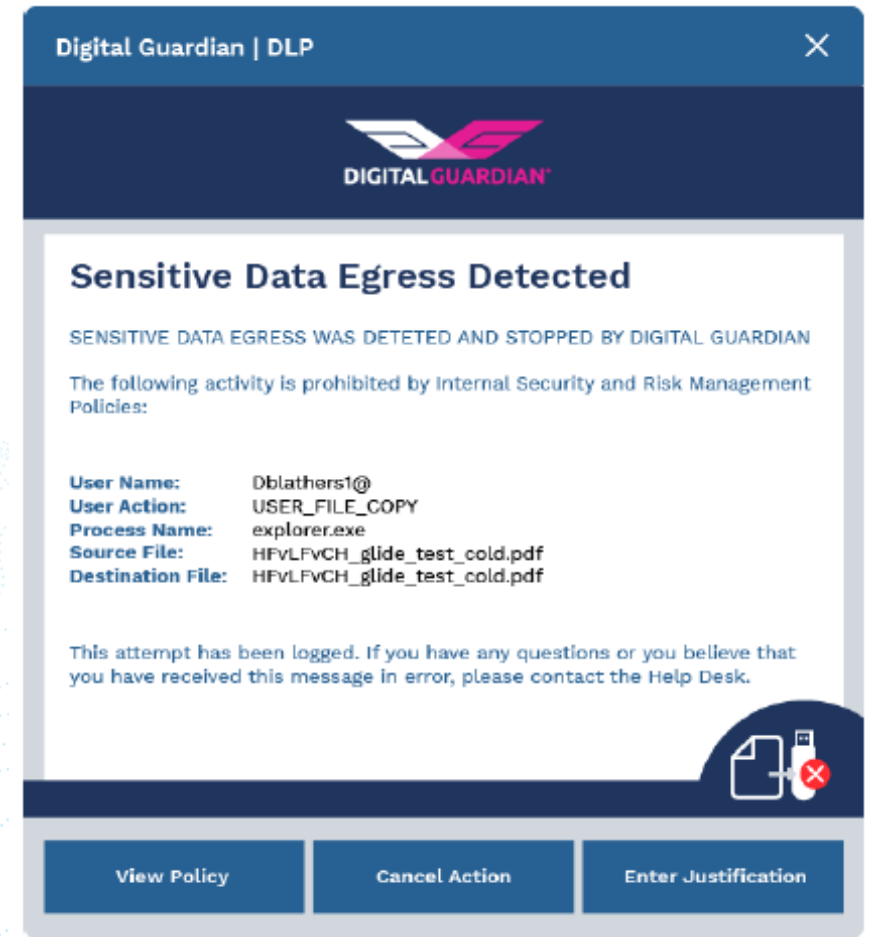 Digital Guardian | DLP
DIGITAL GUARDIAN
Sensitive Data Egress Detected
SENSITIVE DATA EGRESS WAS DETETED AND STOPPED BY DIGITAL GUARDIAN
The following activity is prohibited by Internal Security and Risk Management
Policies:
User Name: Dblathers1@
User Action: USER_FILE_COPY
Process Name: explorer.exe
Source File: HFvLFvCH_glide_test_cold.pdf
Destination File: HFvLFvCH_glide_test_cold.pdf
This attempt has been logged. If you have any questions or you believe that
you have received this message in error, please contact the Help Desk.
View Policy Cancel Action Enter Justification